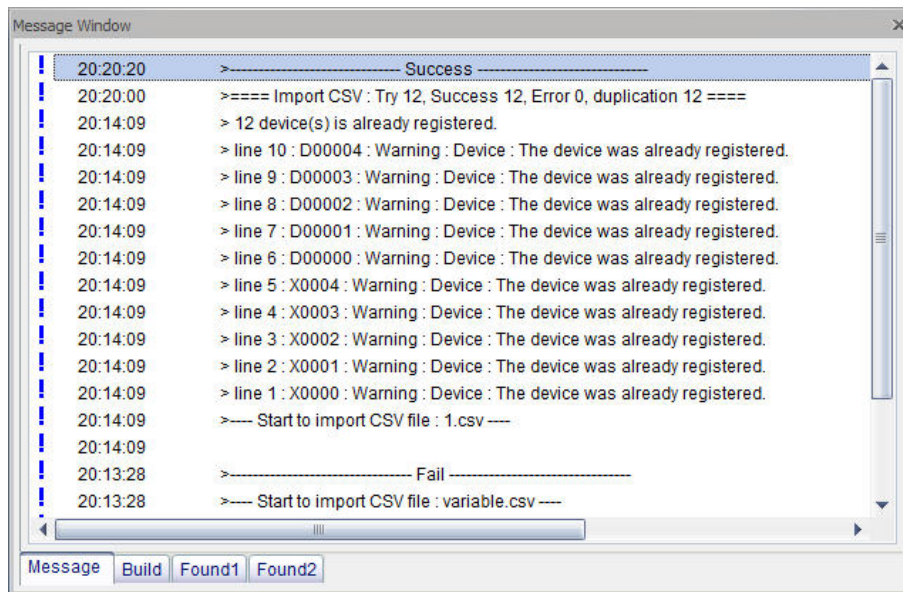 Message Window
20:20:20 >------------------------------ Success ------------------------------
20:20:00 >==== Import CSV : Try 12, Success 12, Error 0, duplication 12 ====
20:14:09 > 12 device(s) is already registered.
20:14:09 > line 10 : D00004 : Warning : Device : The device was already registered.
20:14:09 > line 9 : D00003 : Warning : Device : The device was already registered.
20:14:09 > line 8 : D00002 : Warning : Device : The device was already registered.
20:14:09 > line 7 : D00001 : Warning : Device : The device was already registered.
20:14:09 > line 6 : D00000 : Warning : Device : The device was already registered.
20:14:09 > line 5 : X0004 : Warning : Device : The device was already registered.
20:14:09 > line 4 : X0003 : Warning : Device : The device was already registered.
20:14:09 > line 3 : X0002 : Warning : Device : The device was already registered.
20:14:09 > line 2 : X0001 : Warning : Device : The device was already registered.
20:14:09 > line 1 : X0000 : Warning : Device : The device was already registered.
20:14:09 >---- Start to import CSV file : 1.csv ----
20:14:09
20:13:28 >-------------------------------- Fail --------------------------------
20:13:28 >---- Start to import CSV file : variable.csv ----
Message Build Found1 Found2